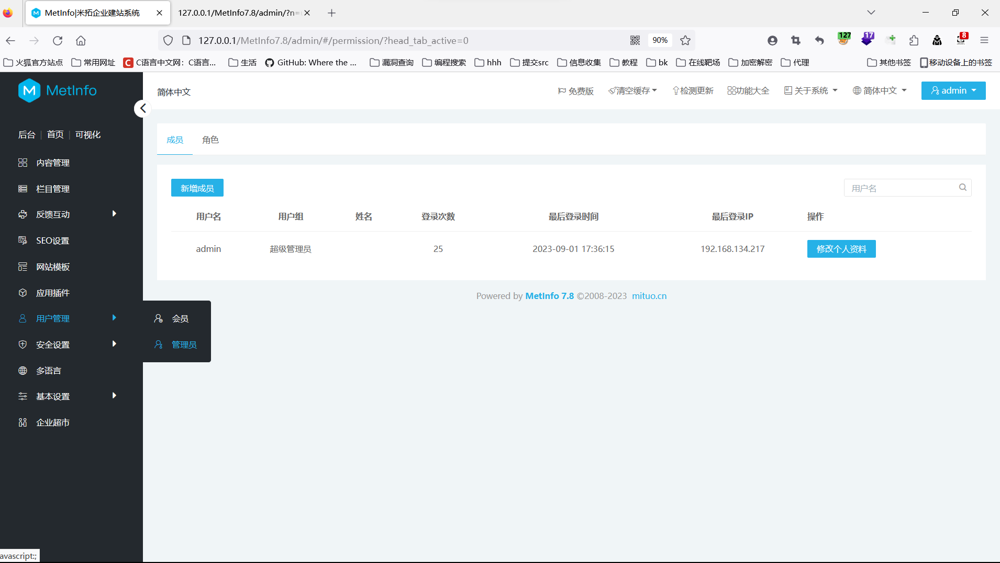 MetInfo|米拓企业建站系统
127.0.0.1/MetInfo7.8/admin/?n=
127.0.0.1/MetInfo7.8/admin/#/permission/?head_tab_active=0
90%
127
17
8
火狐官方站点 常用网址 C语言中文网：C语言... 生活 GitHub: Where the ... 漏洞查询 编程搜索 hhh 提交src 信息收集 教程 bk 在线靶场 加密解密 代理 其他书签 移动设备上的书签
MetInfo
简体中文 免费版 清空缓存 检测更新 功能大全 关于系统 简体中文 admin
后台 | 首页 | 可视化
内容管理
栏目管理
反馈互动
SEO设置
网站模板
应用插件
用户管理
安全设置
多语言
基本设置
企业超市
会员
管理员
成员 角色
新增成员 用户名
用户名 用户组 姓名 登录次数 最后登录时间 最后登录IP 操作
admin 超级管理员 25 2023-09-01 17:36:15 192.168.134.217 修改个人资料
Powered by MetInfo 7.8 ©2008-2023 mituo.cn
avascript:;